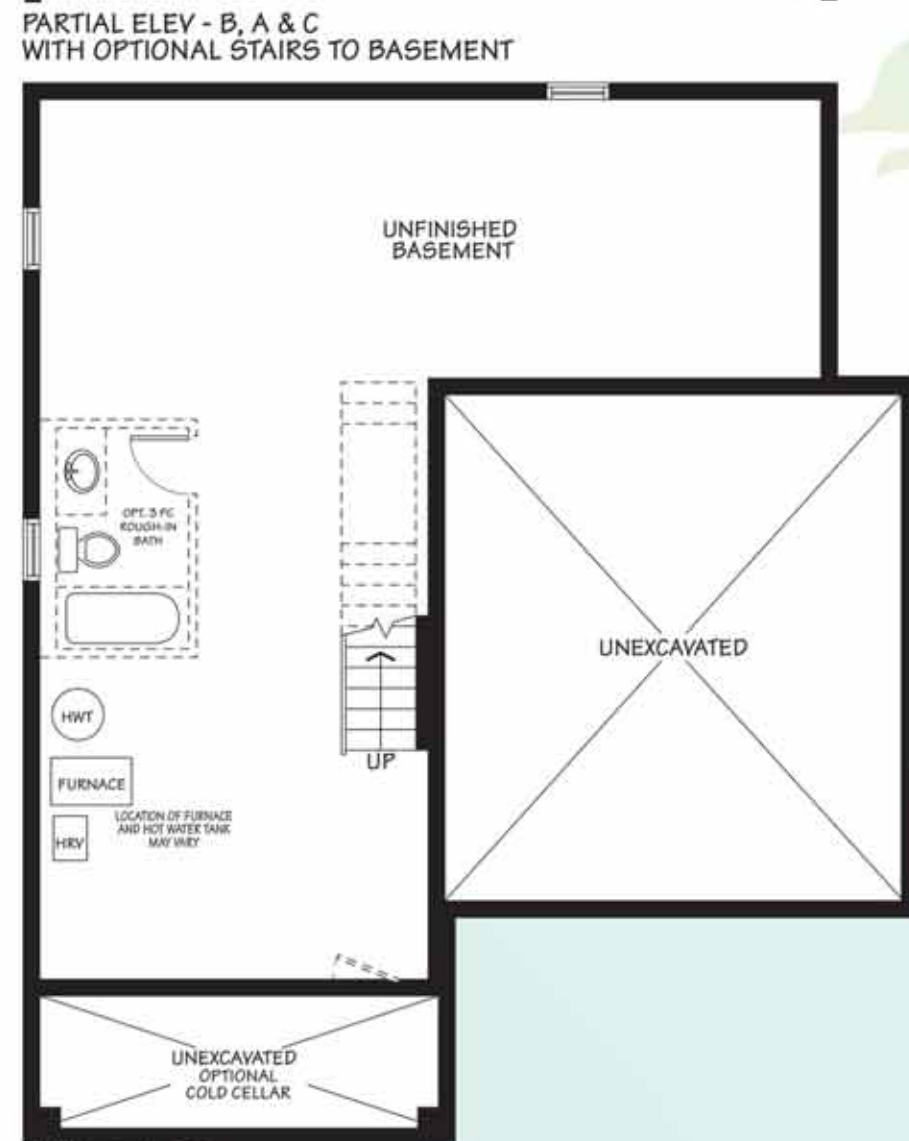 PARTIAL ELEV - B, A & C
WITH OPTIONAL STAIRS TO BASEMENT
UNFINISHED
BASEMENT
OPT. 3 PC
ROUGH-IN
BATH
UNEXCAVATED
HWT
UP
FURNACE
LOCATION OF FURNACE
AND HOT WATER TANK
MAY VARY
HRV
UNEXCAVATED
OPTIONAL
COLD CELLAR